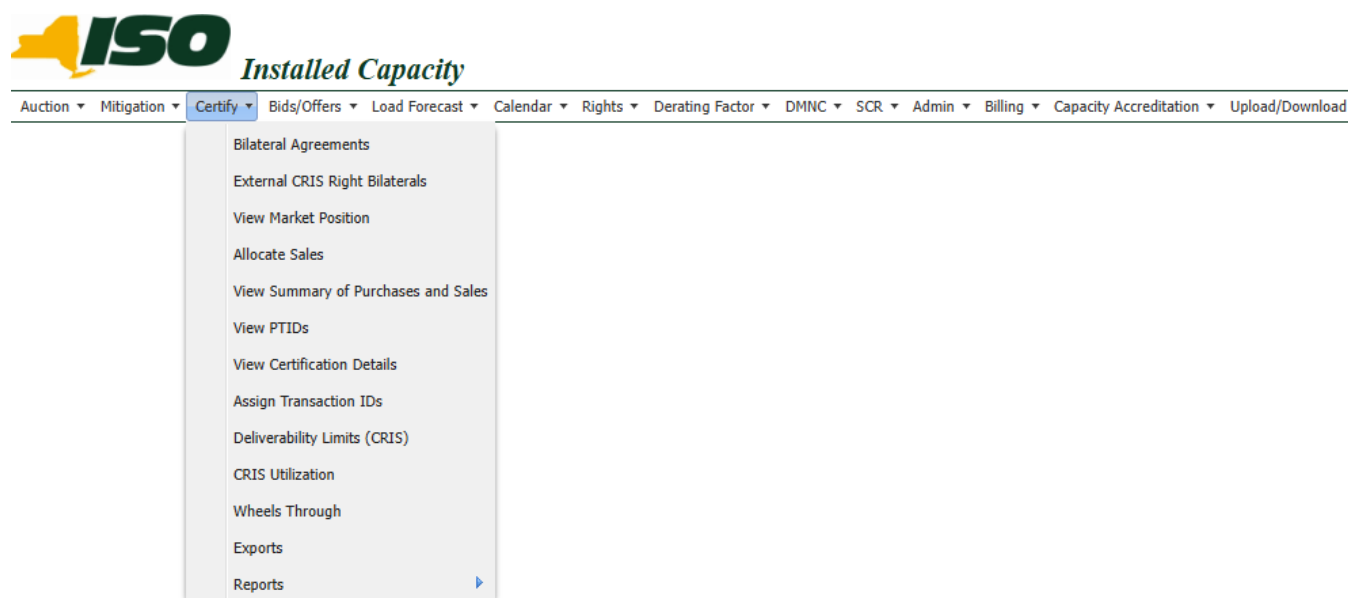 ISO
Installed Capacity
Auction Mitigation Certify Bids/Offers Load Forecast Calendar Rights Derating Factor DMNC SCR Admin Billing Capacity Accreditation Upload/Download
Bilateral Agreements
External CRIS Right Bilaterals
View Market Position
Allocate Sales
View Summary of Purchases and Sales
View PTIDs
View Certification Details
Assign Transaction IDs
Deliverability Limits (CRIS)
CRIS Utilization
Wheels Through
Exports
Reports